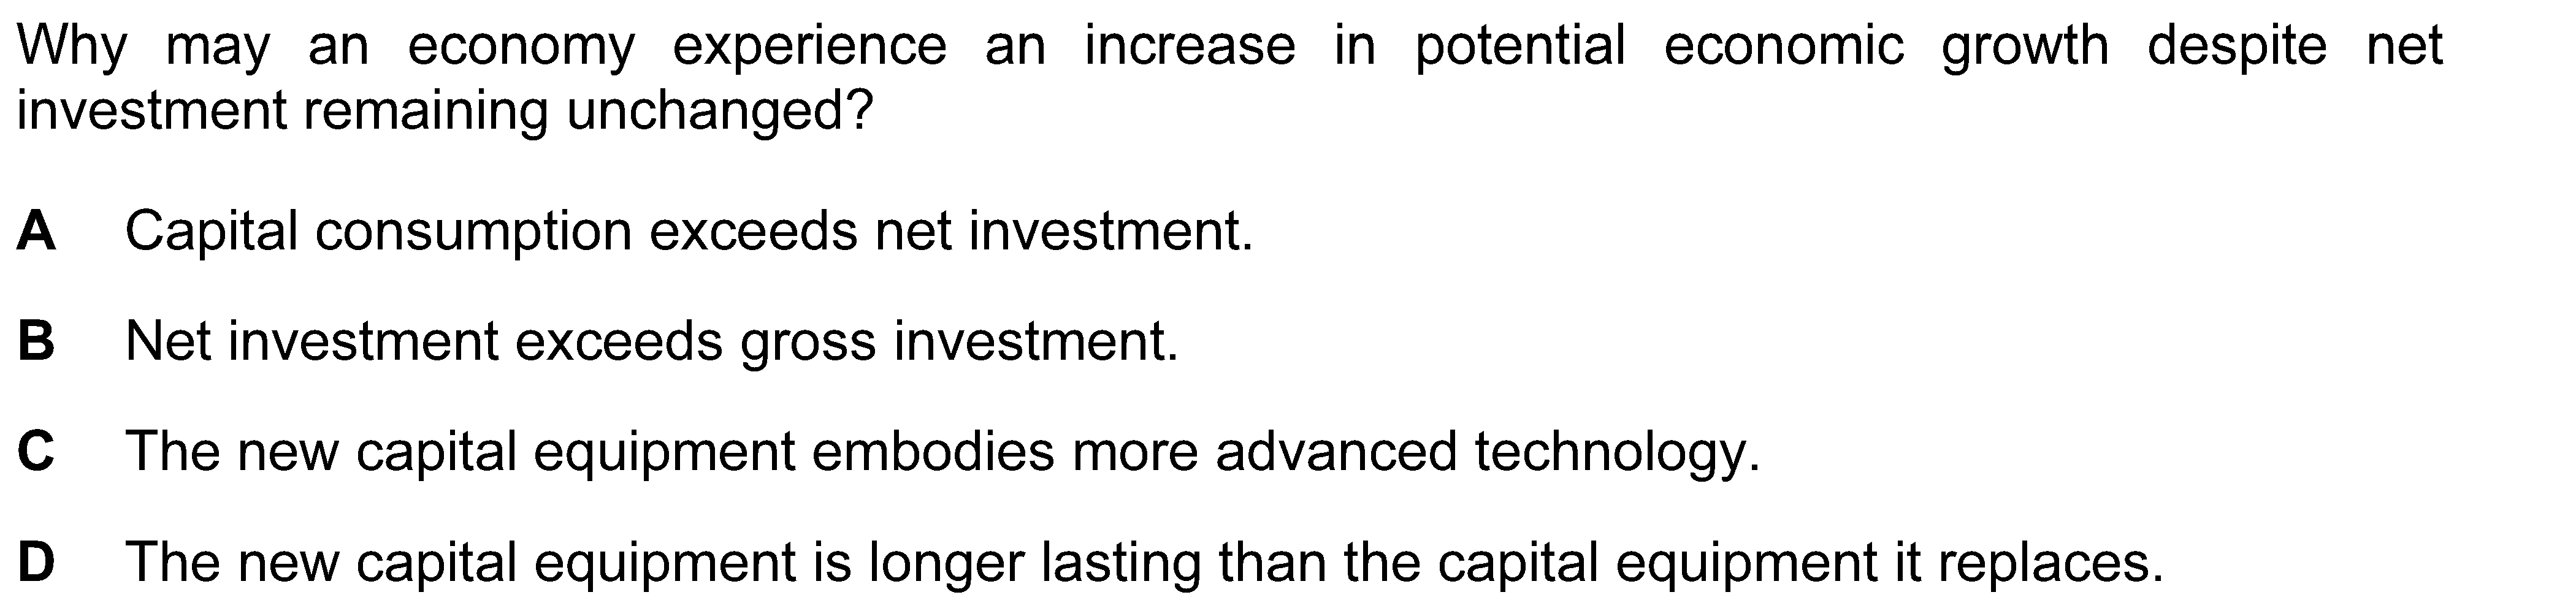 Why may an economy experience an increase in potential economic growth despite net
investment remaining unchanged?
A Capital consumption exceeds net investment.
B Net investment exceeds gross investment.
C The new capital equipment embodies more advanced technology.
D The new capital equipment is longer lasting than the capital equipment it replaces.